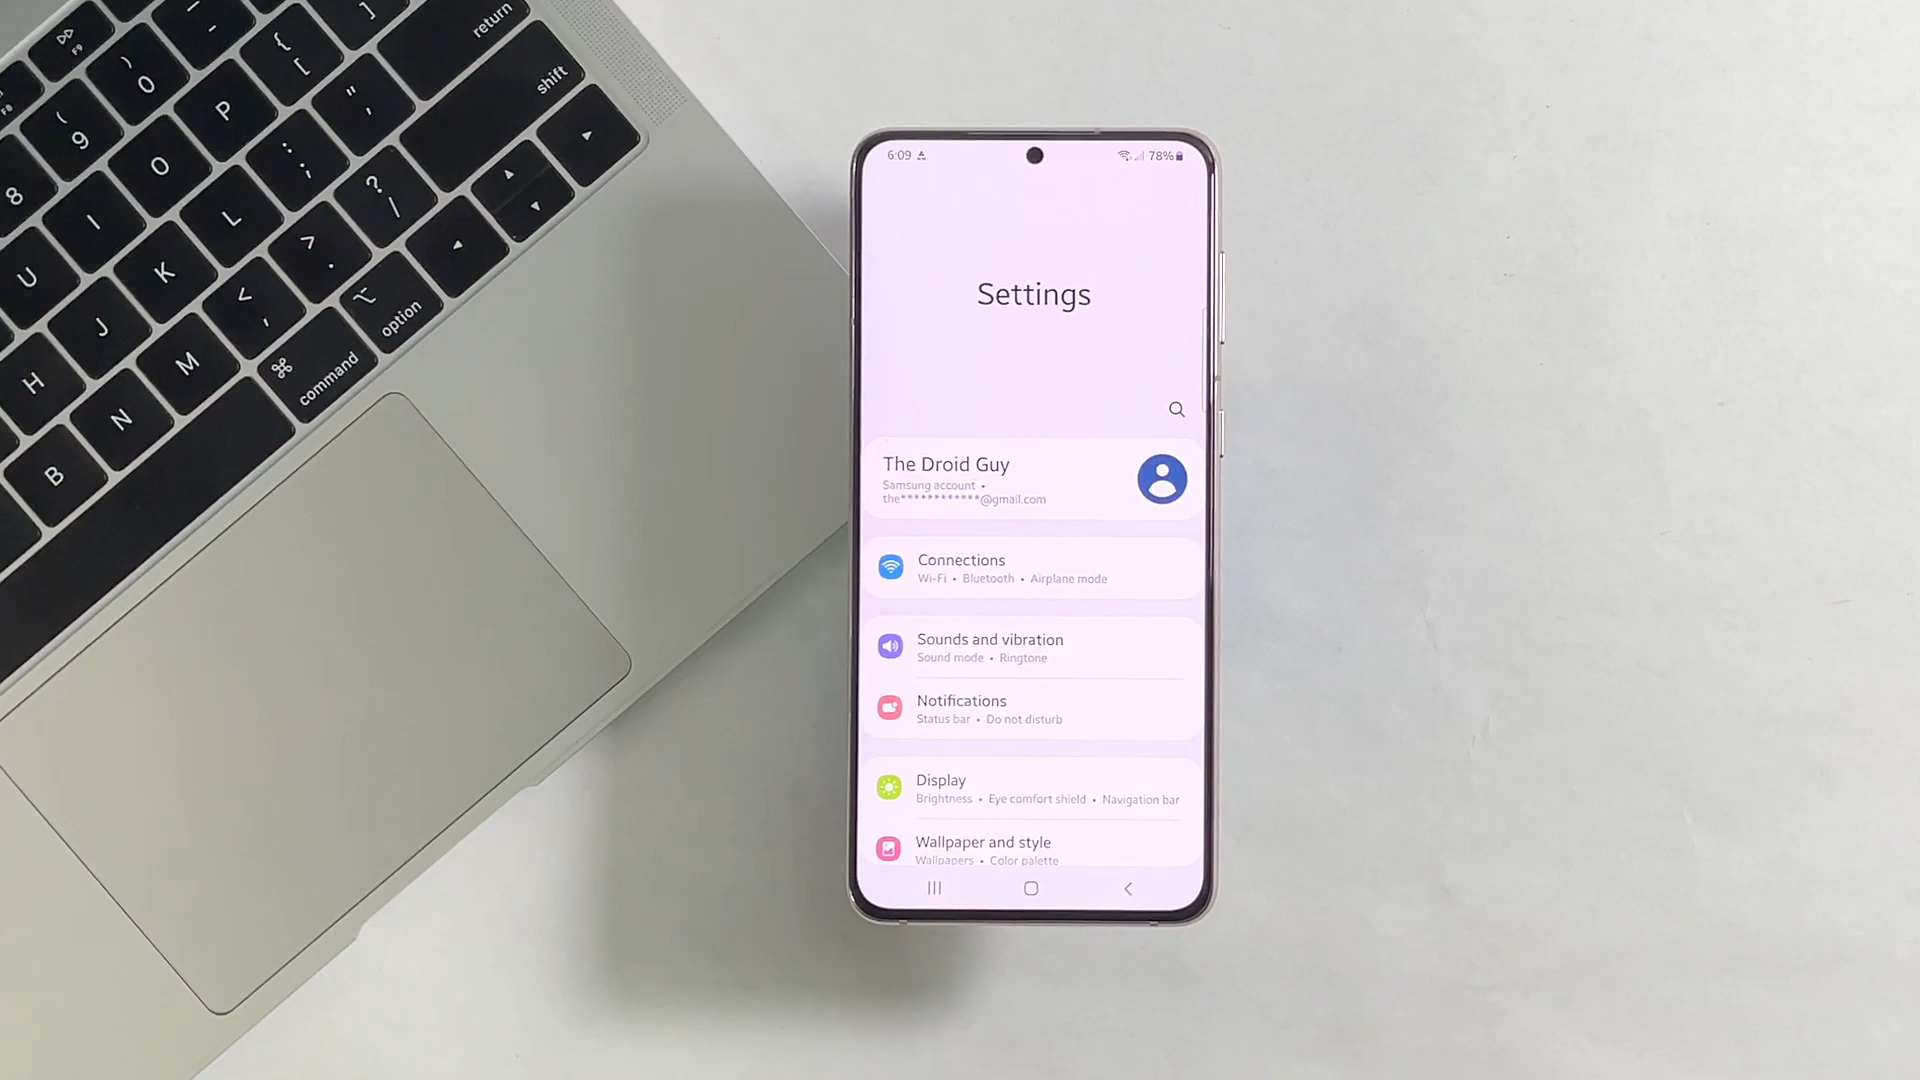 6:09
78%
Settings
The Droid Guy
Samsung account •
the************@gmail.com
Connections
Wi-Fi • Bluetooth • Airplane mode
Sounds and vibration
Sound mode • Ringtone
Notifications
Status bar • Do not disturb
Display
Brightness • Eye comfort shield • Navigation bar
Wallpaper and style
Wallpapers • Color palette
F9
return
F8
( 9
) 0
_ -
{ [
} ]
shift
8
O
P
: ;
" '
U
I
K
L
> .
? /
H
J
M
< ,
command
option
B
N